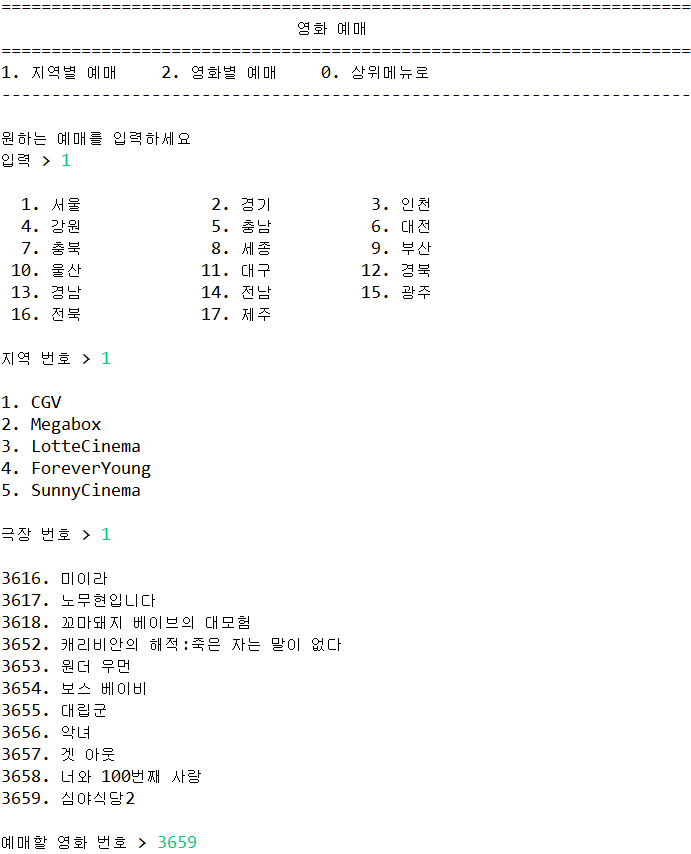 ======================================================================
영화 예매
======================================================================
1. 지역별 예매 2. 영화별 예매 0. 상위메뉴로
----------------------------------------------------------------------
원하는 예매를 입력하세요
입력 > 1
1. 서울 2. 경기 3. 인천
4. 강원 5. 충남 6. 대전
7. 충북 8. 세종 9. 부산
10. 울산 11. 대구 12. 경북
13. 경남 14. 전남 15. 광주
16. 전북 17. 제주
지역 번호 > 1
1. CGV
2. Megabox
3. LotteCinema
4. ForeverYoung
5. SunnyCinema
극장 번호 > 1
3616. 미이라
3617. 노무현입니다
3618. 꼬마돼지 베이브의 대모험
3652. 캐리비안의 해적:죽은 자는 말이 없다
3653. 원더 우먼
3654. 보스 베이비
3655. 대립군
3656. 악녀
3657. 겟 아웃
3658. 너와 100번째 사랑
3659. 심야식당2
예매할 영화 번호 > 3659